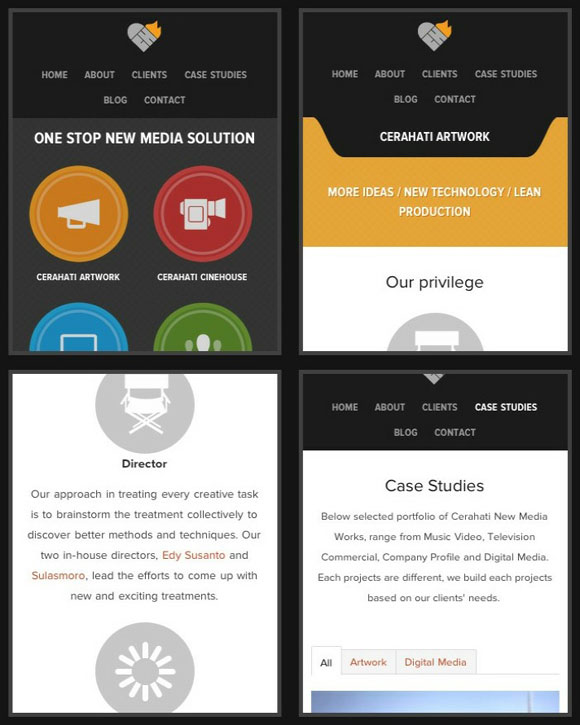 HOME ABOUT CLIENTS CASE STUDIES
BLOG CONTACT
ONE STOP NEW MEDIA SOLUTION
CERAHATI ARTWORK CERAHATI CINEHOUSE
HOME ABOUT CLIENTS CASE STUDIES
BLOG CONTACT
CERAHATI ARTWORK
MORE IDEAS / NEW TECHNOLOGY / LEAN
PRODUCTION
Our privilege
Director
Our approach in treating every creative task
is to brainstorm the treatment collectively to
discover better methods and techniques. Our
two in-house directors, Edy Susanto and
Sulasmoro, lead the efforts to come up with
new and exciting treatments.
HOME ABOUT CLIENTS CASE STUDIES
BLOG CONTACT
Case Studies
Below selected portfolio of Cerahati New Media
Works, range from Music Video, Television
Commercial, Company Profile and Digital Media.
Each projects are different, we build each projects
based on our clients' needs.
All Artwork Digital Media